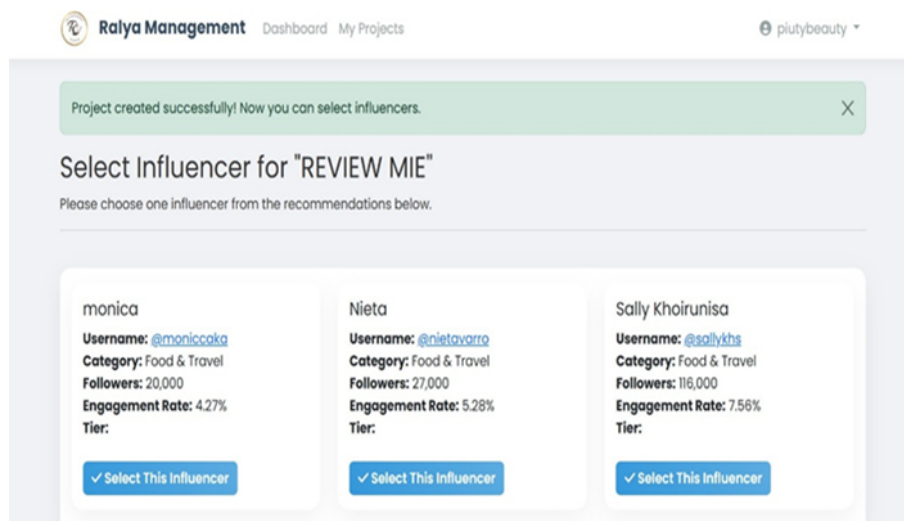 Ralya Management Dashboard My Projects piutybeauty
Project created successfully! Now you can select influencers.
Select Influencer for "REVIEW MIE"
Please choose one influencer from the recommendations below.
monica
Username: @moniccaka
Category: Food & Travel
Followers: 20,000
Engagement Rate: 4.27%
Tier:
✓ Select This Influencer
Nieta
Username: @nietavarro
Category: Food & Travel
Followers: 27,000
Engagement Rate: 5.28%
Tier:
✓ Select This Influencer
Sally Khoirunisa
Username: @sallykhs
Category: Food & Travel
Followers: 116,000
Engagement Rate: 7.56%
Tier:
✓ Select This Influencer